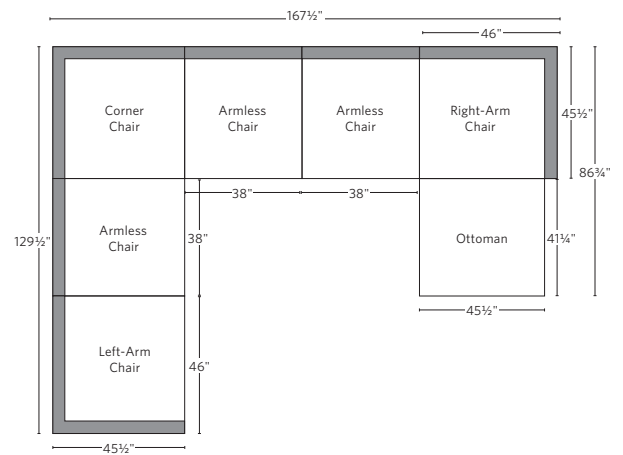 167½"
46"
Corner
Chair
Armless
Chair
Armless
Chair
Right-Arm
Chair
45½"
86¾"
38"
38"
Armless
Chair
38"
Ottoman
41¼"
129½"
45½"
Left-Arm
Chair
46"
45½"